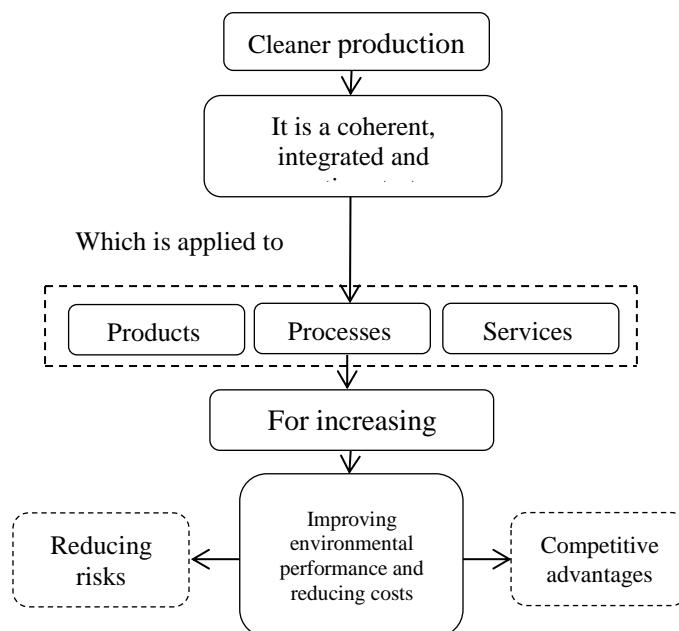 Cleaner production
It is a coherent,
integrated and
Which is applied to
Products
Processes
Services
For increasing
Improving
environmental
performance and
reducing costs
Reducing
risks
Competitive
advantages